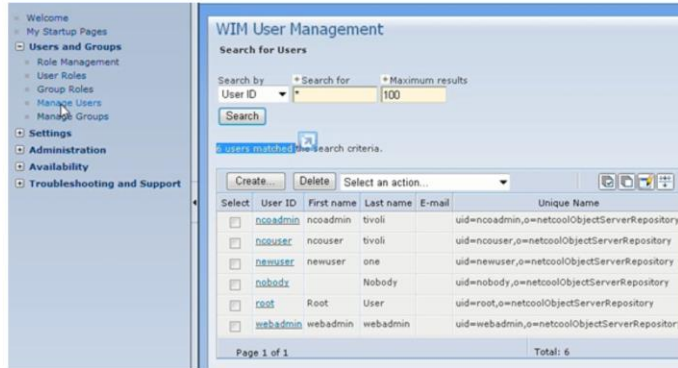 Welcome
My Startup Pages
Users and Groups
Role Management
User Roles
Group Roles
Manage Users
Manage Groups
Settings
Administration
Availability
Troubleshooting and Support
WIM User Management
Search for Users
Search by * Search for * Maximum results
User ID * 100
Search
6 users matched the search criteria.
Create... Delete Select an action...
Select User ID First name Last name E-mail Unique Name
ncoadmin ncoadmin tivoli uid=ncoadmin,o=netcoolObjectServerRepository
ncouser ncouser tivoli uid=ncouser,o=netcoolObjectServerRepository
newuser newuser one uid=newuser,o=netcoolObjectServerRepository
nobody Nobody uid=nobody,o=netcoolObjectServerRepository
root Root User uid=root,o=netcoolObjectServerRepository
webadmin webadmin webadmin uid=webadmin,o=netcoolObjectServerRepositor
Page 1 of 1 Total: 6